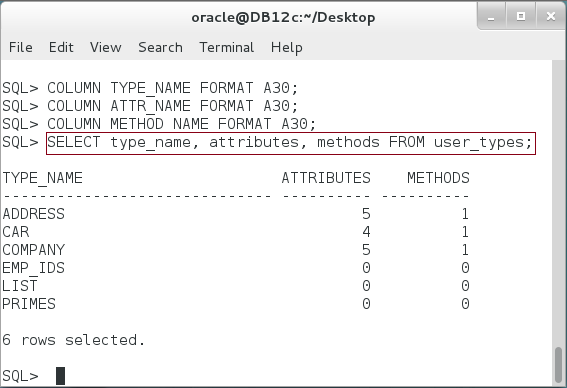 oracle@DB12c:~/Desktop
File Edit View Search Terminal Help
SQL> COLUMN TYPE_NAME FORMAT A30;
SQL> COLUMN ATTR_NAME FORMAT A30;
SQL> COLUMN METHOD NAME FORMAT A30;
SQL> SELECT type_name, attributes, methods FROM user_types;
TYPE_NAME ATTRIBUTES METHODS
------------------------------ ---------- ----------
ADDRESS 5 1
CAR 4 1
COMPANY 5 1
EMP_IDS 0 0
LIST 0 0
PRIMES 0 0
6 rows selected.
SQL>